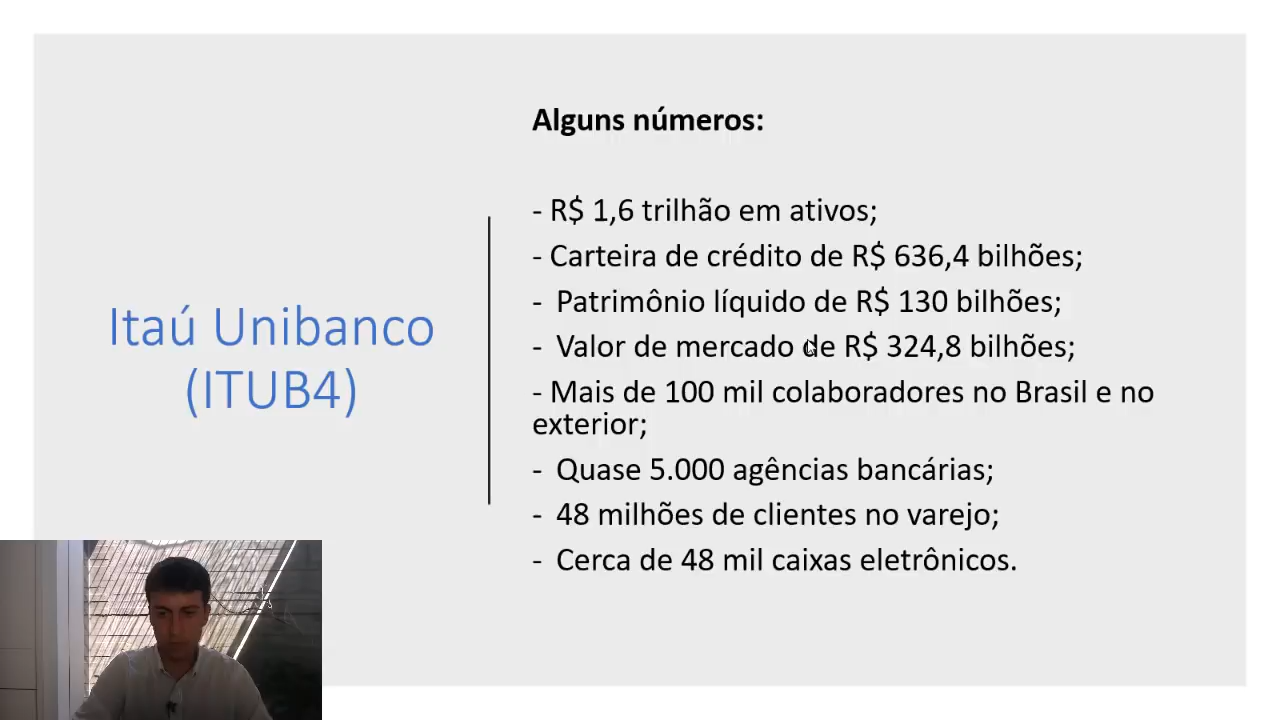 Itaú Unibanco
(ITUB4)
Alguns números:
- R$ 1,6 trilhão em ativos;
- Carteira de crédito de R$ 636,4 bilhões;
- Patrimônio líquido de R$ 130 bilhões;
- Valor de mercado de R$ 324,8 bilhões;
- Mais de 100 mil colaboradores no Brasil e no
exterior;
- Quase 5.000 agências bancárias;
- 48 milhões de clientes no varejo;
- Cerca de 48 mil caixas eletrônicos.